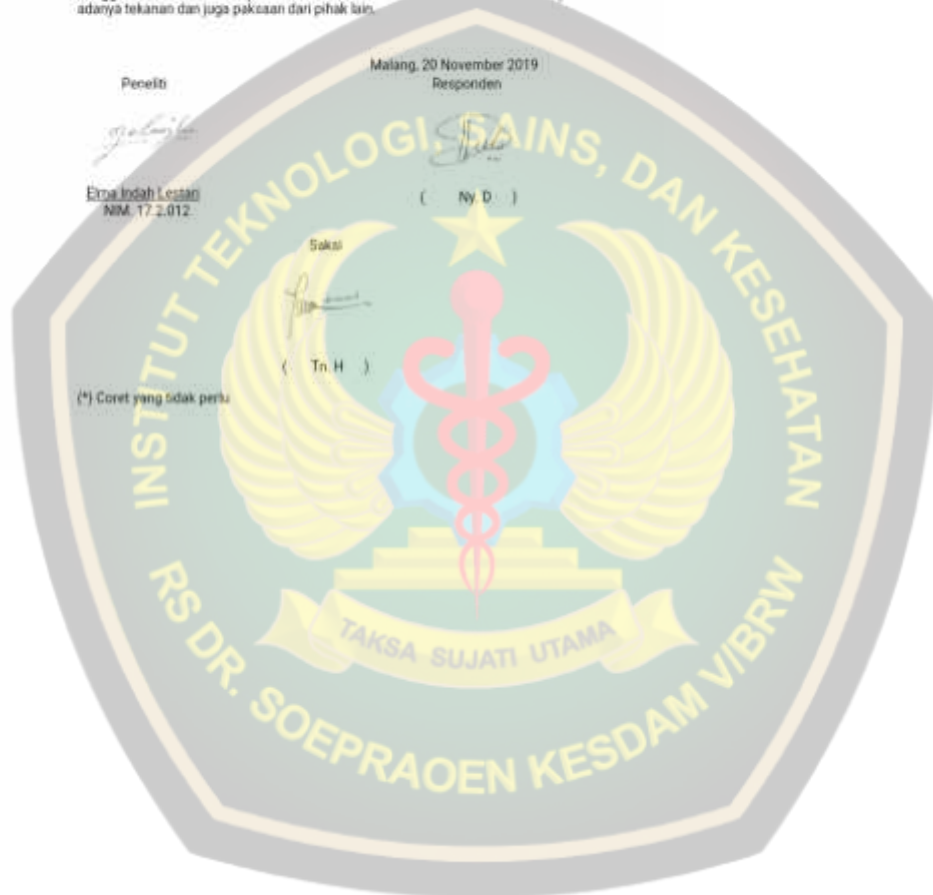 adanya tekanan dan juga paksaan dari pihak lain.
Malang, 20 November 2019
Peneliti
Responden
Elma Indah Lestari
NIM. 17.2.012
( Ny. D )
Saksi
( Tn. H )
(*) Coret yang tidak perlu
INSTITUT TEKNOLOGI, SAINS, DAN KESEHATAN
TAKSA SUJATI UTAMA
RS DR. SOEPRAOEN KESDAM V/BRW